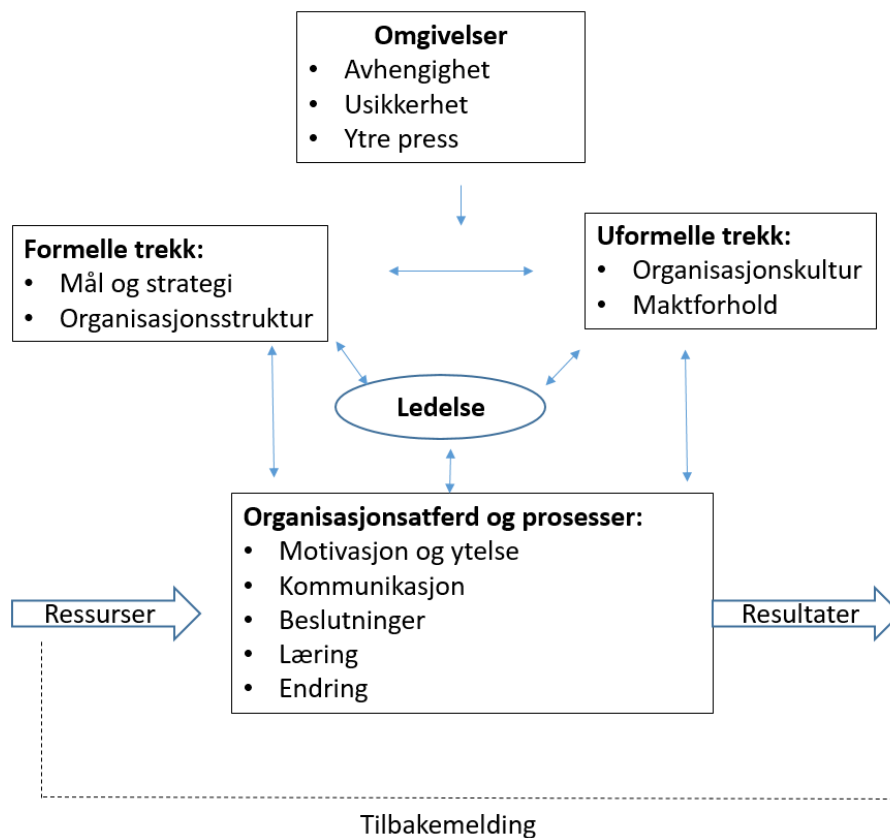 Omgivelser
• Avhengighet
• Usikkerhet
• Ytre press
Formelle trekk:
• Mål og strategi
• Organisasjonsstruktur
Uformelle trekk:
• Organisasjonskultur
• Maktforhold
Ledelse
Organisasjonsatferd og prosesser:
• Motivasjon og ytelse
• Kommunikasjon
• Beslutninger
• Læring
• Endring
Ressurser
Resultater
Tilbakemelding